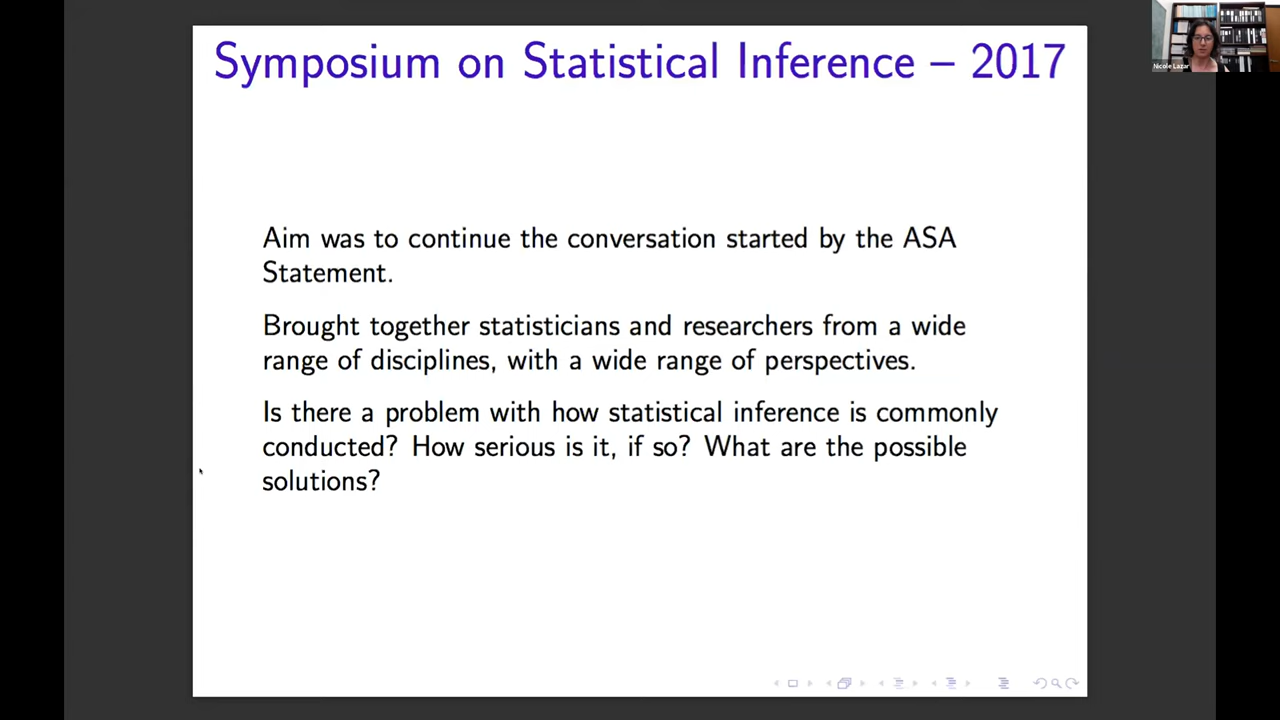 Symposium on Statistical Inference – 2017
Nicole Lazar
Aim was to continue the conversation started by the ASA
Statement.
Brought together statisticians and researchers from a wide
range of disciplines, with a wide range of perspectives.
Is there a problem with how statistical inference is commonly
conducted? How serious is it, if so? What are the possible
solutions?